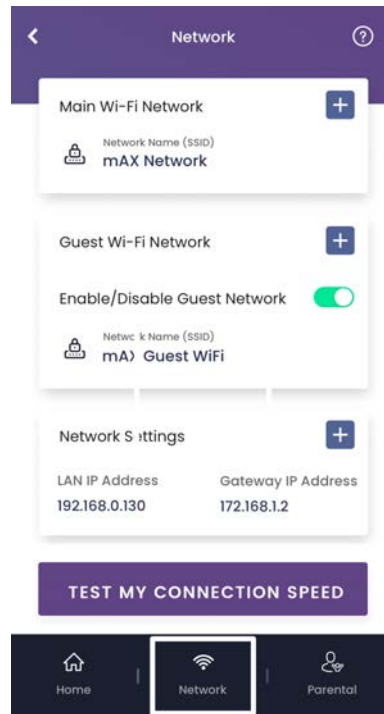 Network
Main Wi-Fi Network
Network Name (SSID)
mAX Network
Guest Wi-Fi Network
Enable/Disable Guest Network
Netwc k Name (SSID)
mA) Guest WiFi
Network S ttings
LAN IP Address Gateway IP Address
192.168.0.130 172.168.1.2
TEST MY CONNECTION SPEED
Home Network Parental